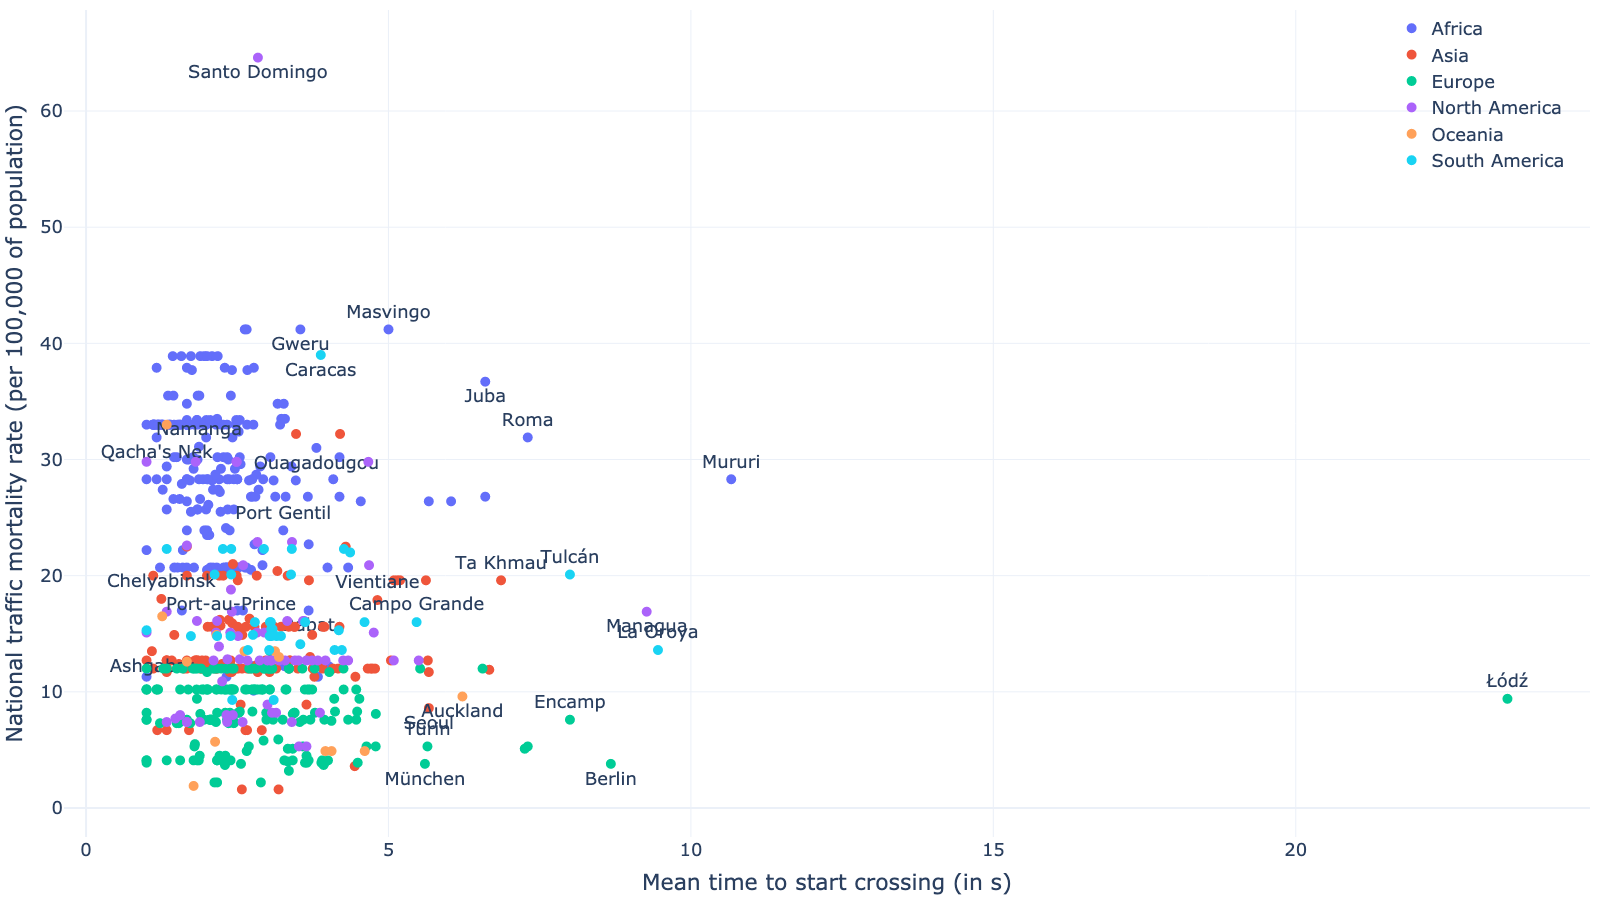 Africa
Asia
Europe
North America
Oceania
South America
National traffic mortality rate (per 100,000 of population)
60
50
40
30
20
10
0
Santo Domingo
Masvingo
Gweru
Caracas
Juba
Roma
Namanga
Qacha's Nek
Ouagadougou
Mururi
Port Gentil
Ta Khmau
Tulcán
Chelyabinsk
Vientiane
Port-au-Prince
Campo Grande
Managua
La Oroya
Łódź
Encamp
Auckland
Seoul
Turin
München
Berlin
0
5
10
15
20
Mean time to start crossing (in s)